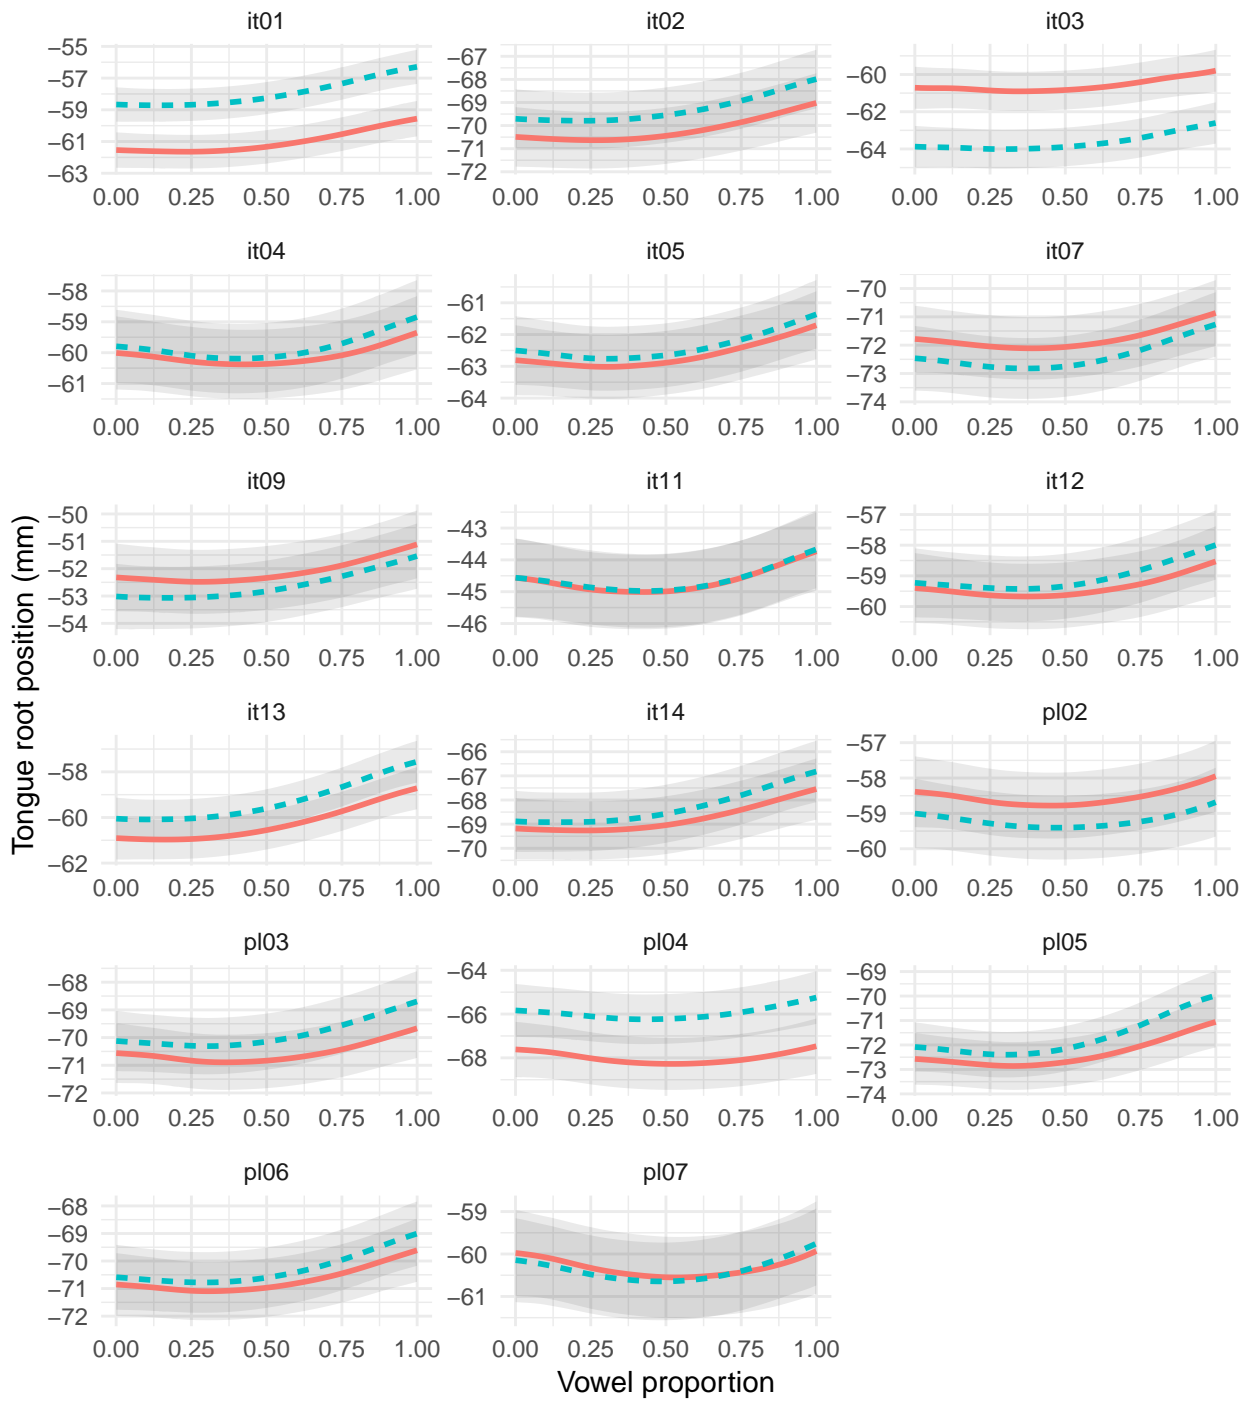 it01 it02 it03
−55 −57 −59 −61 −63
−67 −68 −69 −70 −71 −72
−60 −62 −64
0.00 0.25 0.50 0.75 1.00 0.00 0.25 0.50 0.75 1.00 0.00 0.25 0.50 0.75 1.00
it04 it05 it07
−58 −59 −60 −61
−61 −62 −63 −64
−70 −71 −72 −73 −74
0.00 0.25 0.50 0.75 1.00 0.00 0.25 0.50 0.75 1.00 0.00 0.25 0.50 0.75 1.00
it09 it11 it12
−50 −51 −52 −53 −54
−43 −44 −45 −46
−57 −58 −59 −60
0.00 0.25 0.50 0.75 1.00 0.00 0.25 0.50 0.75 1.00 0.00 0.25 0.50 0.75 1.00
Tongue root position (mm)
it13 it14 pl02
−58 −60 −62
−66 −67 −68 −69 −70
−57 −58 −59 −60
0.00 0.25 0.50 0.75 1.00 0.00 0.25 0.50 0.75 1.00 0.00 0.25 0.50 0.75 1.00
pl03 pl04 pl05
−68 −69 −70 −71 −72
−64 −66 −68
−69 −70 −71 −72 −73 −74
0.00 0.25 0.50 0.75 1.00 0.00 0.25 0.50 0.75 1.00 0.00 0.25 0.50 0.75 1.00
pl06 pl07
−68 −69 −70 −71 −72
−59 −60 −61
0.00 0.25 0.50 0.75 1.00 0.00 0.25 0.50 0.75 1.00
Vowel proportion